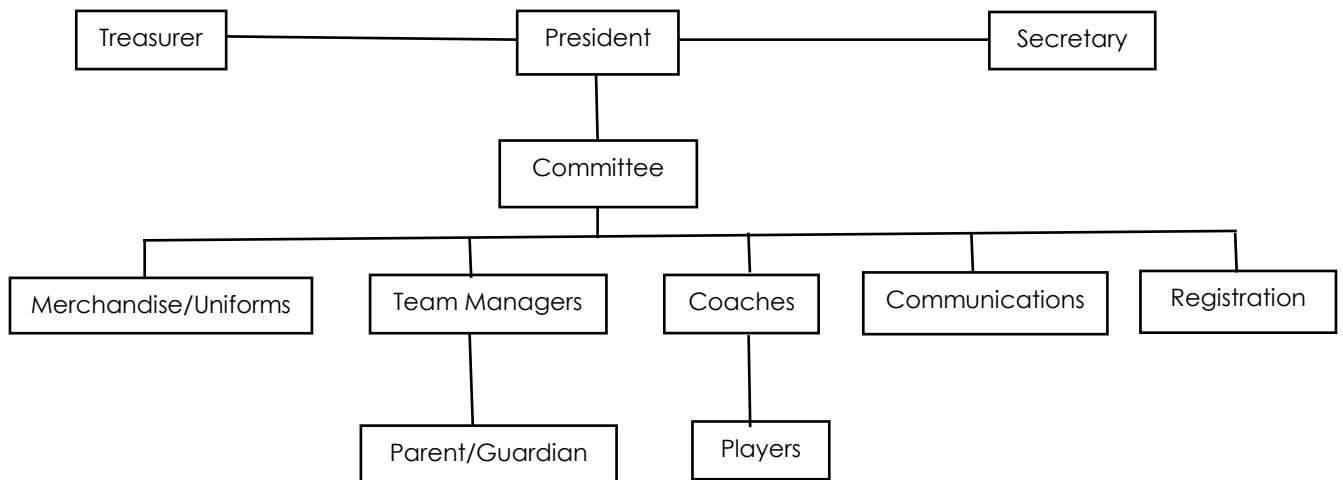 Treasurer
President
Secretary
Committee
Merchandise/Uniforms
Team Managers
Coaches
Communications
Registration
Parent/Guardian
Players